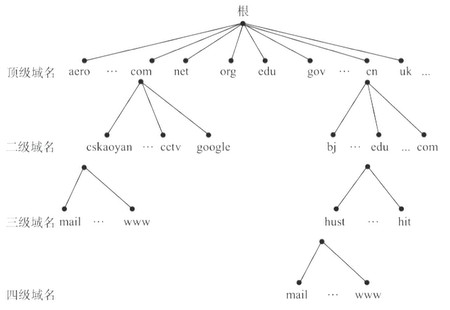 根
顶级域名 aero … com net org edu gov … cn uk ...
二级域名 cskaoyan … cctv google bj … edu ... com
三级域名 mail … www hust … hit
四级域名 mail … www